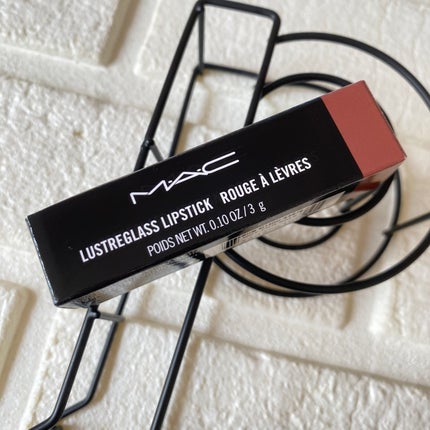 MAC
LUSTREGLASS LIPSTICK ROUGE À LÈVRES
POIDS NET WT. 0.10 OZ / 3 g